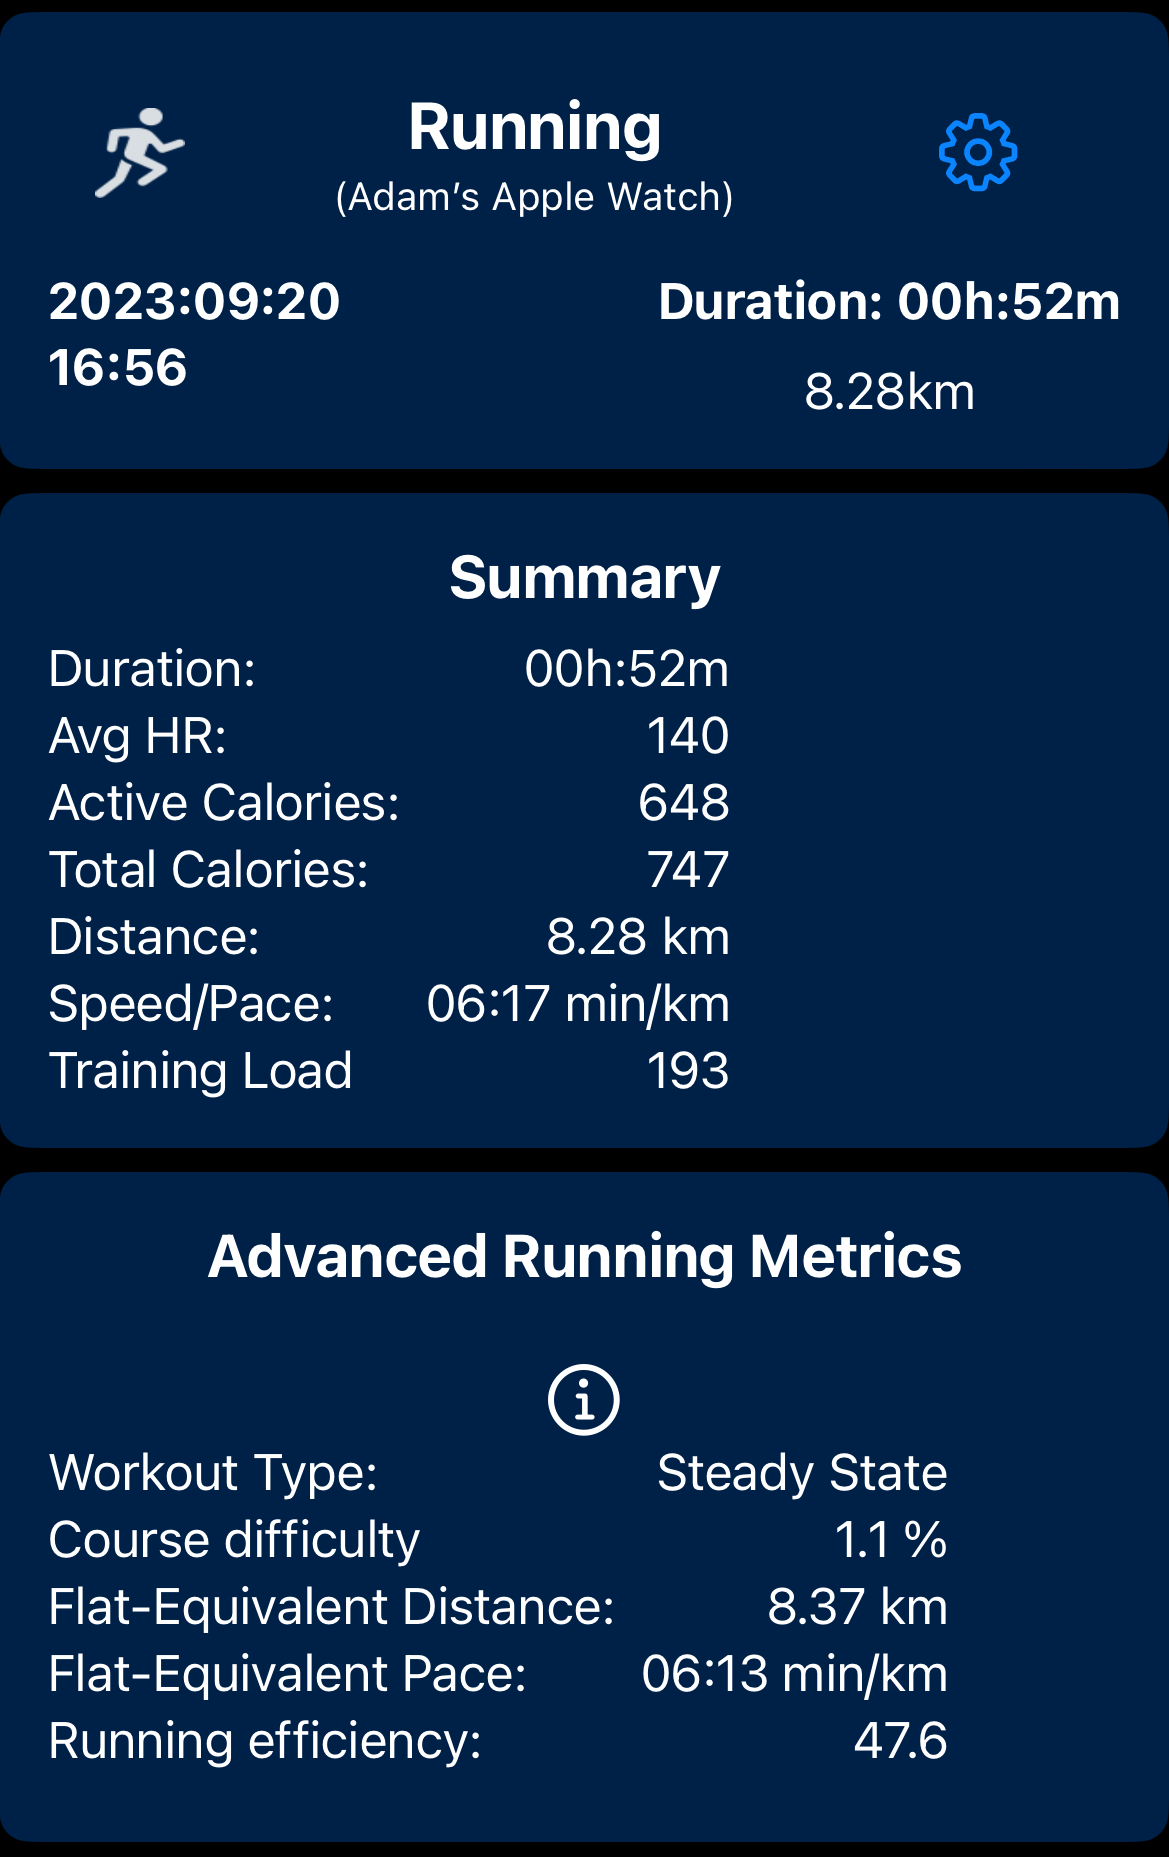 Running
(Adam’s Apple Watch)
2023:09:20
16:56
Duration: 00h:52m
8.28km
Summary
Duration: 00h:52m
Avg HR: 140
Active Calories: 648
Total Calories: 747
Distance: 8.28 km
Speed/Pace: 06:17 min/km
Training Load 193
Advanced Running Metrics
Workout Type: Steady State
Course difficulty 1.1 %
Flat-Equivalent Distance: 8.37 km
Flat-Equivalent Pace: 06:13 min/km
Running efficiency: 47.6